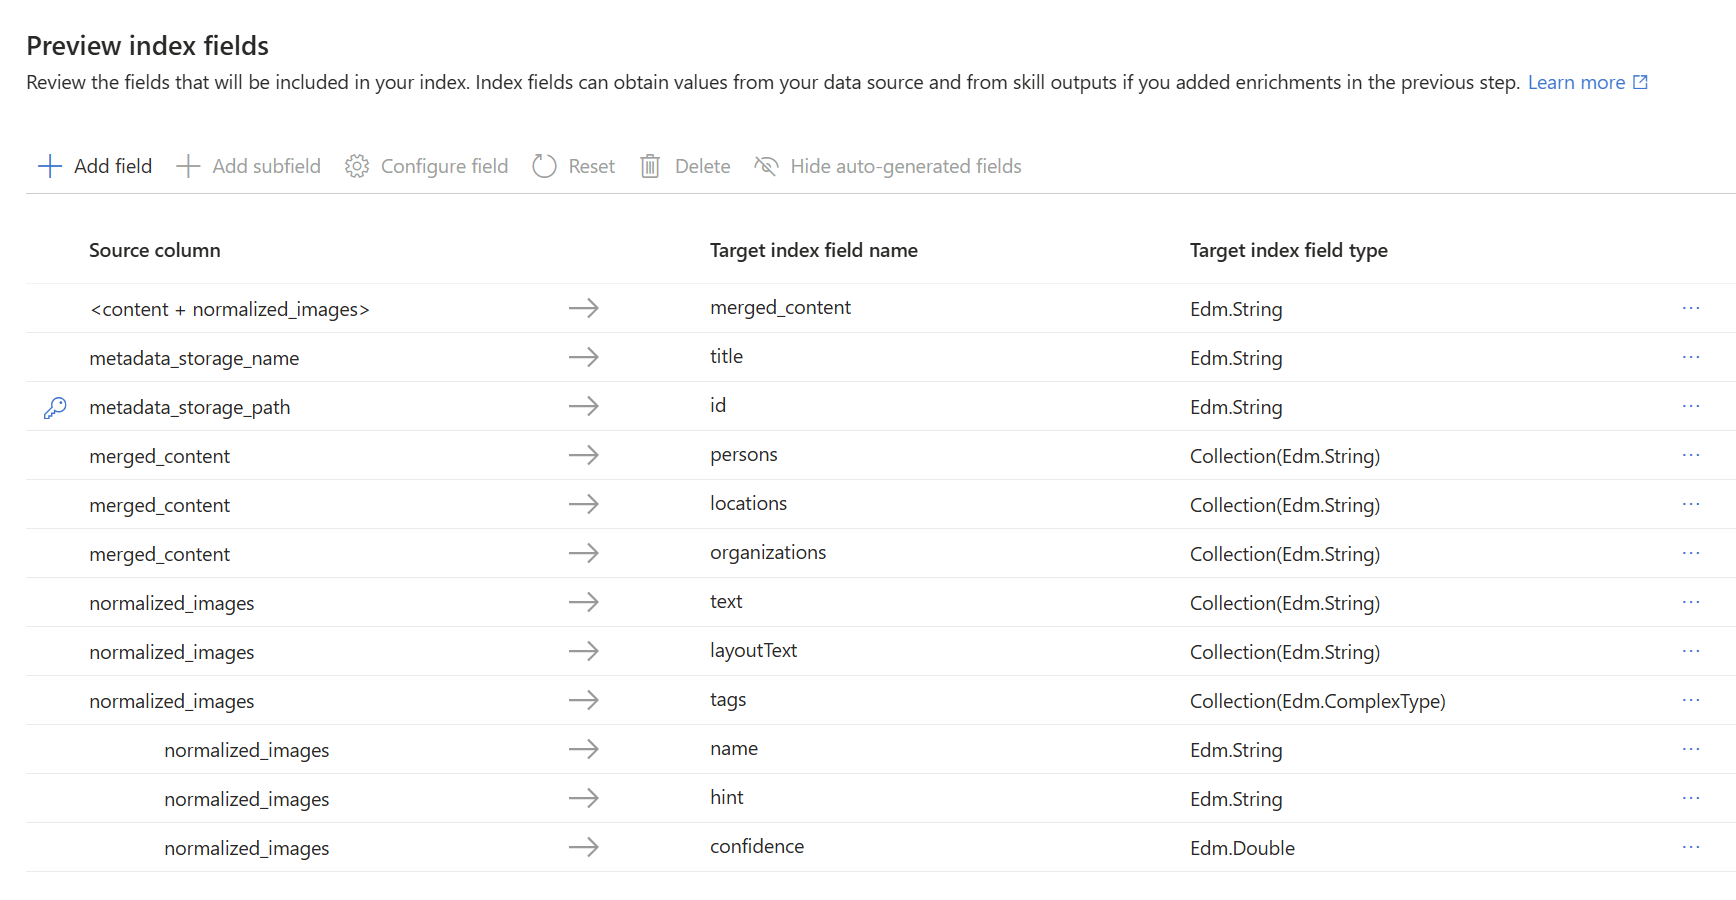 Preview index fields
Review the fields that will be included in your index. Index fields can obtain values from your data source and from skill outputs if you added enrichments in the previous step. Learn more
Add field Add subfield Configure field Reset Delete Hide auto-generated fields
Source column Target index field name Target index field type
<content + normalized_images> merged_content Edm.String ...
metadata_storage_name title Edm.String ...
metadata_storage_path id Edm.String ...
merged_content persons Collection(Edm.String) ...
merged_content locations Collection(Edm.String) ...
merged_content organizations Collection(Edm.String) ...
normalized_images text Collection(Edm.String) ...
normalized_images layoutText Collection(Edm.String) ...
normalized_images tags Collection(Edm.ComplexType) ...
normalized_images name Edm.String ...
normalized_images hint Edm.String ...
normalized_images confidence Edm.Double ...